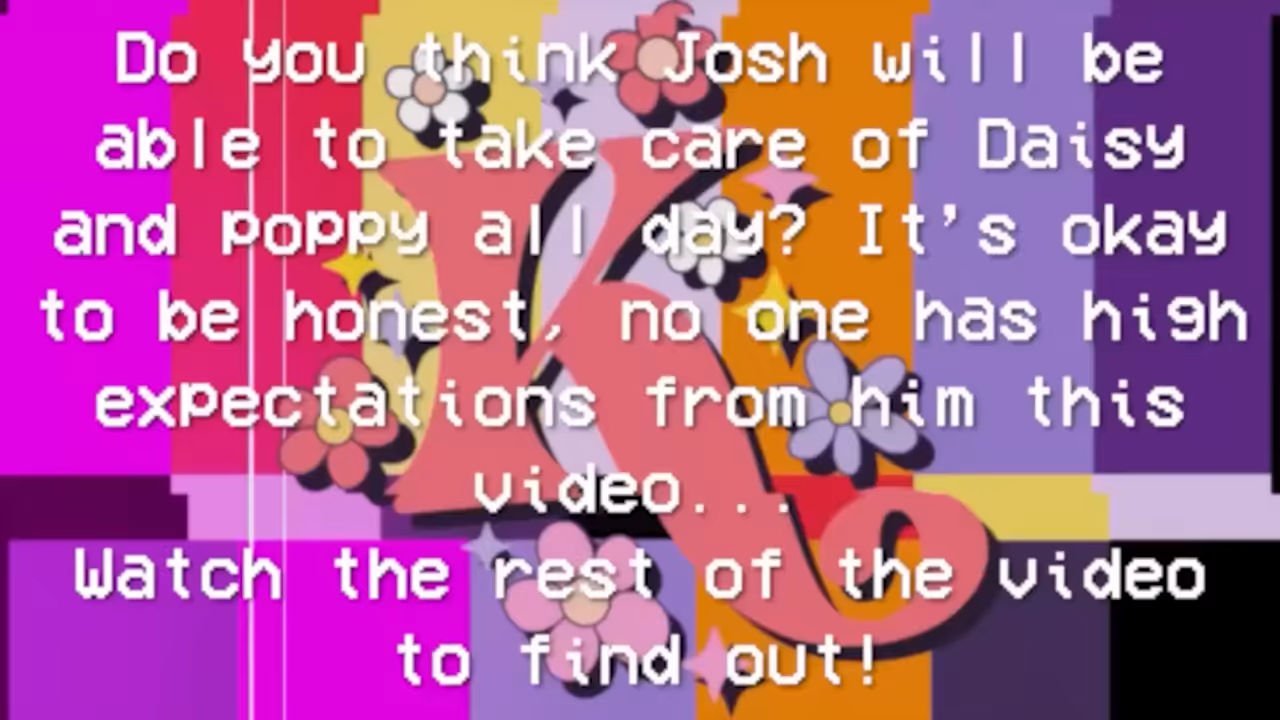 Do you think Josh will be
able to take care of Daisy
and poppy all day? It's okay
to be honest, no one has high
expectations from him this
video...
Watch the rest of the video
to find out!
K